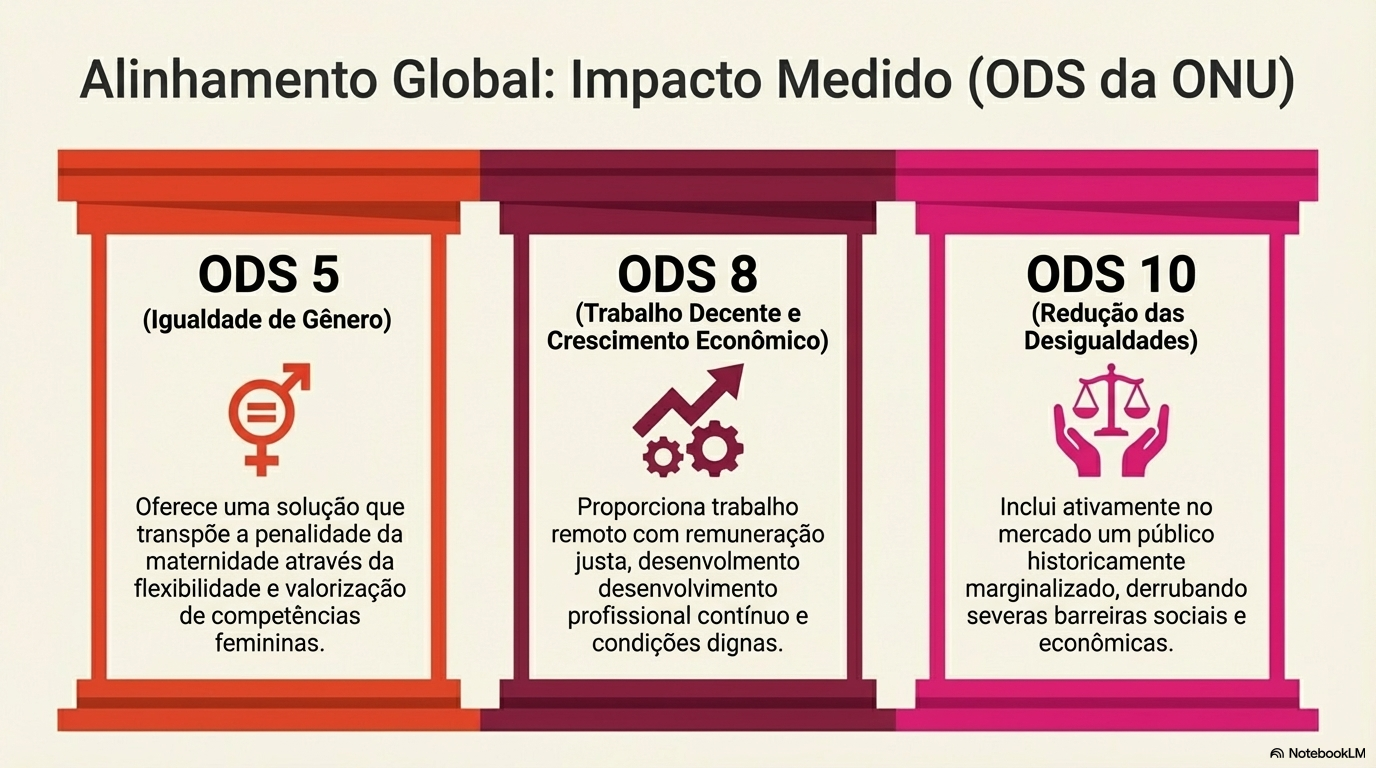 Alinhamento Global: Impacto Medido (ODS da ONU)
ODS 5
(Igualdade de Gênero)
Oferece uma solução que
transpõe a penalidade da
maternidade através da
flexibilidade e valorização
de competências
femininas.
ODS 8
(Trabalho Decente e
Crescimento Econômico)
Proporciona trabalho
remoto com remuneração
justa, desenvolmento
desenvolvimento
profissional contínuo e
condições dignas.
ODS 10
(Redução das
Desigualdades)
Inclui ativamente no
mercado um público
historicamente
marginalizado, derrubando
severas barreiras sociais e
econômicas.
NotebookLM